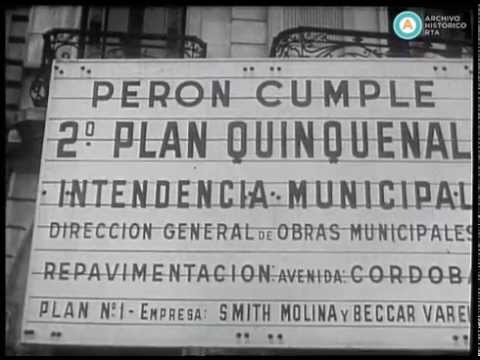 ARCHIVO
HISTÓRICO
RTA
PERON CUMPLE
2º PLAN QUINQUENAL
INTENDENCIA MUNICIPAL
DIRECCION GENERAL DE OBRAS MUNICIPALES
REPAVIMENTACION: AVENIDA: CORDOBA
PLAN Nº1 - EMPRESA: SMITH MOLINA Y BECCAR VARE